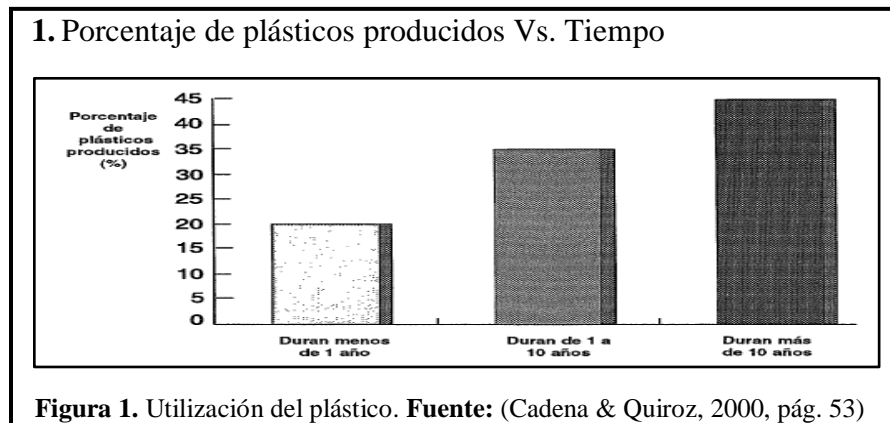 1. Porcentaje de plásticos producidos Vs. Tiempo
Porcentaje
de
plásticos
producidos
(%)
45
40
35
30
25
20
15
10
5
0
Duran menos
de 1 año
Duran de 1 a
10 años
Duran más
de 10 años
Figura 1. Utilización del plástico. Fuente: (Cadena & Quiroz, 2000, pág. 53)